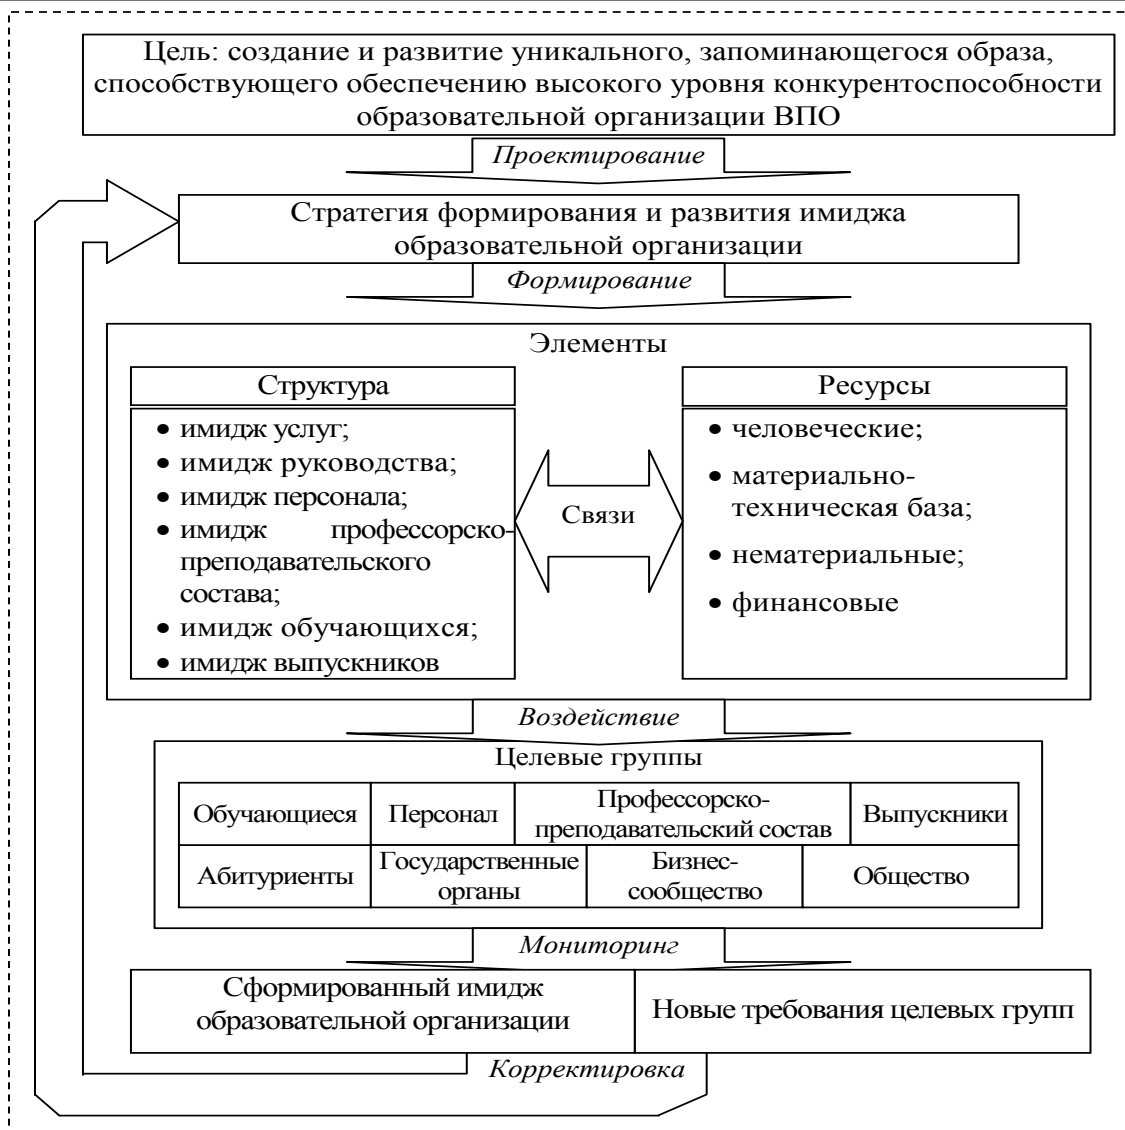 Цель: создание и развитие уникального, запоминающегося образа,
способствующего обеспечению высокого уровня конкурентоспособности
образовательной организации ВПО
Проектирование
Стратегия формирования и развития имиджа
образовательной организации
Формирование
Элементы
Структура
• имидж услуг;
• имидж руководства;
• имидж персонала;
• имидж профессорско-
преподавательского
состава;
• имидж обучающихся;
• имидж выпускников
Связи
Ресурсы
• человеческие;
• материально-
техническая база;
• нематериальные;
• финансовые
Воздействие
Целевые группы
Обучающиеся
Персонал
Профессорско-
преподавательский состав
Выпускники
Абитуриенты
Государственные
органы
Бизнес-
сообщество
Общество
Мониторинг
Сформированный имидж
образовательной организации
Новые требования целевых групп
Корректировка